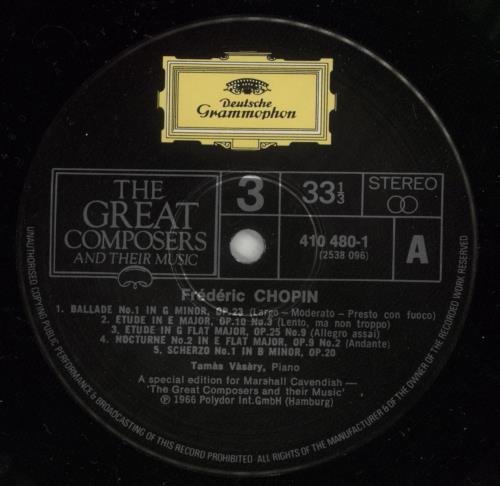 Deutsche
Grammophon
THE
GREAT
COMPOSERS
AND THEIR MUSIC
3
33 1/3
STEREO
410 480-1
(2538 096)
A
Frédéric CHOPIN
1. BALLADE No.1 IN G MINOR, OP.23 (Largo – Moderato – Presto con fuoco)
2. ETUDE IN E MAJOR, OP.10 No.3 (Lento, ma non troppo)
3. ETUDE IN G FLAT MAJOR, OP.25 No.9 (Allegro assai)
4. NOCTURNE No.2 IN E FLAT MAJOR, OP.9 No.2 (Andante)
5. SCHERZO No.1 IN B MINOR, OP.20
Tamàs Vàsàry, Piano
A special edition for Marshall Cavendish —
'The Great Composers and their Music'
℗ 1966 Polydor Int.GmbH (Hamburg)
UNAUTHORISED COPYING PUBLIC PERFORMANCE & BROADCASTING OF THIS RECORD PROHIBITED ALL RIGHTS OF THE MANUFACTURER & OF THE OWNER OF THE RECORDED WORK RESERVED